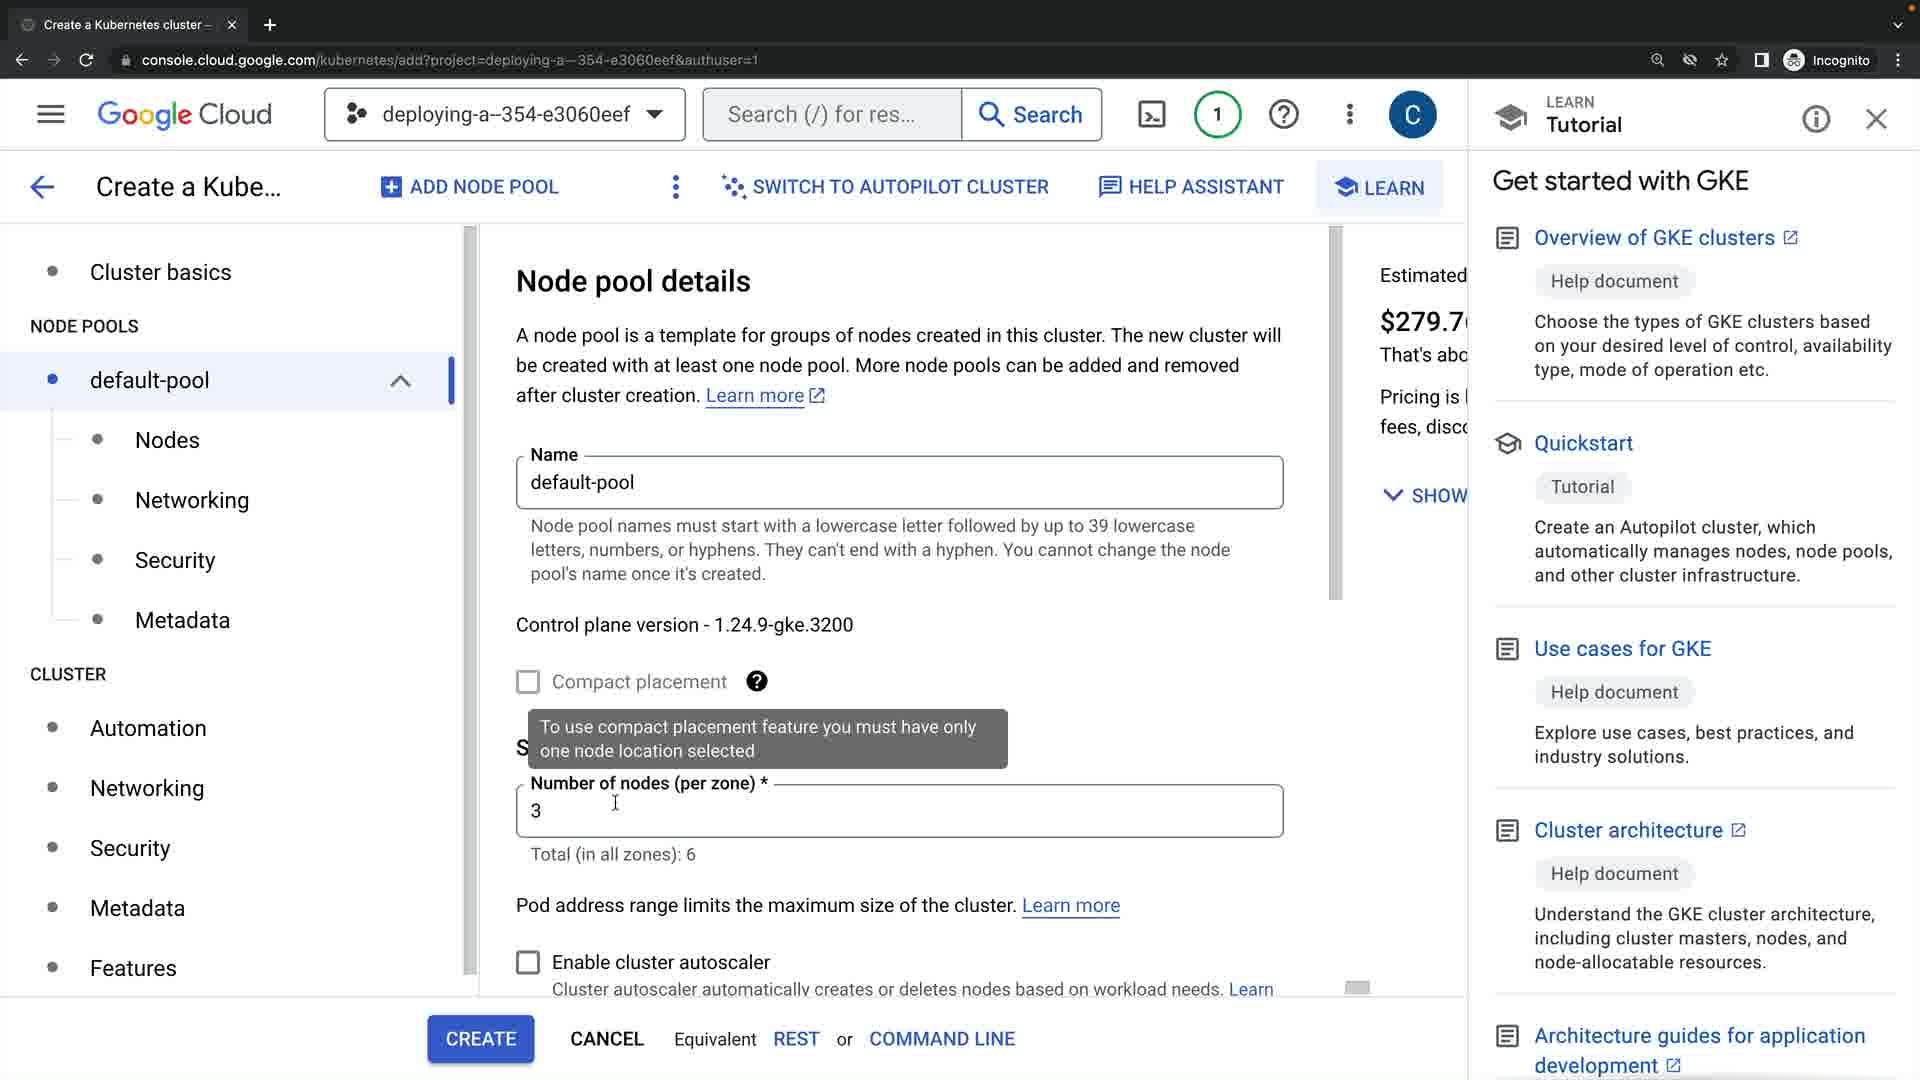 Create a Kubernetes cluster –
console.cloud.google.com/kubernetes/add?project=deploying-a--354-e3060eef&authuser=1
Incognito
Google Cloud
deploying-a--354-e3060eef
Search (/) for res...
Search
1
C
LEARN
Tutorial
Create a Kube...
ADD NODE POOL
SWITCH TO AUTOPILOT CLUSTER
HELP ASSISTANT
LEARN
Cluster basics
NODE POOLS
default-pool
Nodes
Networking
Security
Metadata
CLUSTER
Automation
Networking
Security
Metadata
Features
Node pool details
A node pool is a template for groups of nodes created in this cluster. The new cluster will
be created with at least one node pool. More node pools can be added and removed
after cluster creation. Learn more
Name
default-pool
Node pool names must start with a lowercase letter followed by up to 39 lowercase
letters, numbers, or hyphens. They can't end with a hyphen. You cannot change the node
pool's name once it's created.
Control plane version - 1.24.9-gke.3200
Compact placement
To use compact placement feature you must have only
one node location selected
S
Number of nodes (per zone) *
3
Total (in all zones): 6
Pod address range limits the maximum size of the cluster. Learn more
Enable cluster autoscaler
Cluster autoscaler automatically creates or deletes nodes based on workload needs. Learn
Estimated
$279.7
That's abo
Pricing is
fees, disc
SHOW
CREATE
CANCEL
Equivalent REST or COMMAND LINE
Get started with GKE
Overview of GKE clusters
Help document
Choose the types of GKE clusters based
on your desired level of control, availability
type, mode of operation etc.
Quickstart
Tutorial
Create an Autopilot cluster, which
automatically manages nodes, node pools,
and other cluster infrastructure.
Use cases for GKE
Help document
Explore use cases, best practices, and
industry solutions.
Cluster architecture
Help document
Understand the GKE cluster architecture,
including cluster masters, nodes, and
node-allocatable resources.
Architecture guides for application
development